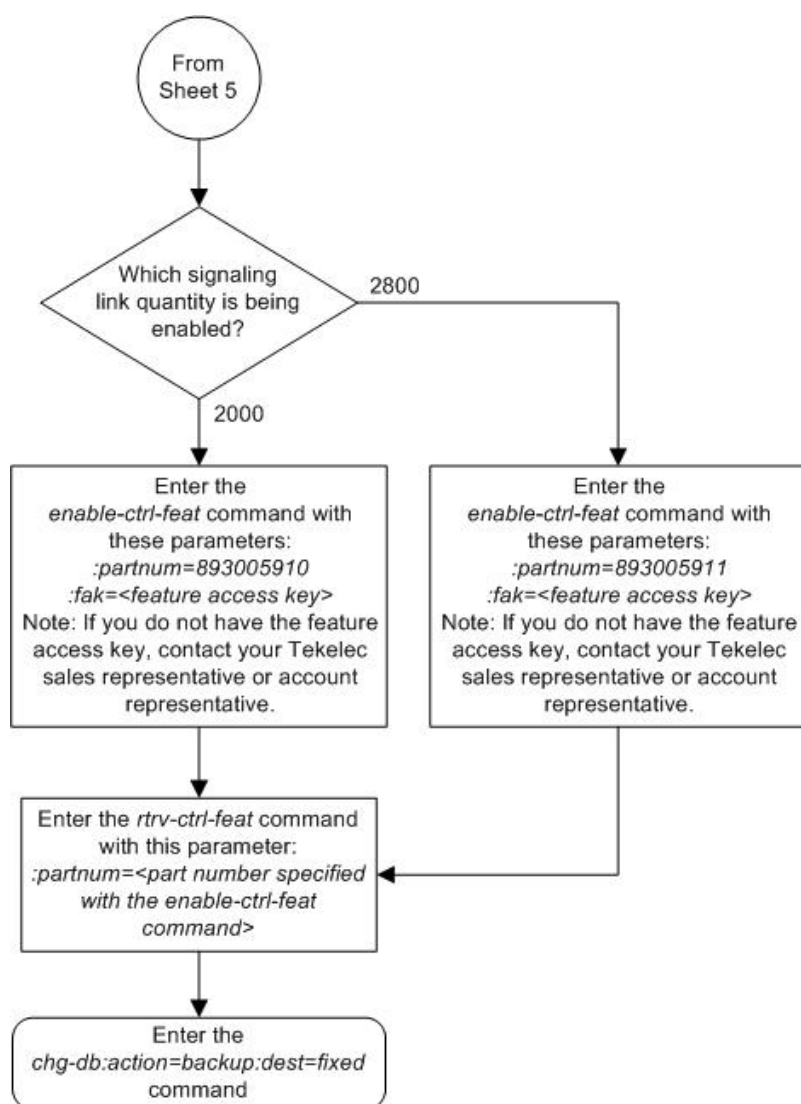 From
Sheet 5
Which signaling
link quantity is being
enabled?
2800
2000
Enter the
enable-ctrl-feat command with
these parameters:
:partnum=893005910
:fak=<feature access key>
Note: If you do not have the feature
access key, contact your Tekelec
sales representative or account
representative.
Enter the
enable-ctrl-feat command with
these parameters:
:partnum=893005911
:fak=<feature access key>
Note: If you do not have the feature
access key, contact your Tekelec
sales representative or account
representative.
Enter the rtrv-ctrl-feat command
with this parameter:
:partnum=<part number specified
with the enable-ctrl-feat
command>
Enter the
chg-db:action=backup:dest=fixed
command